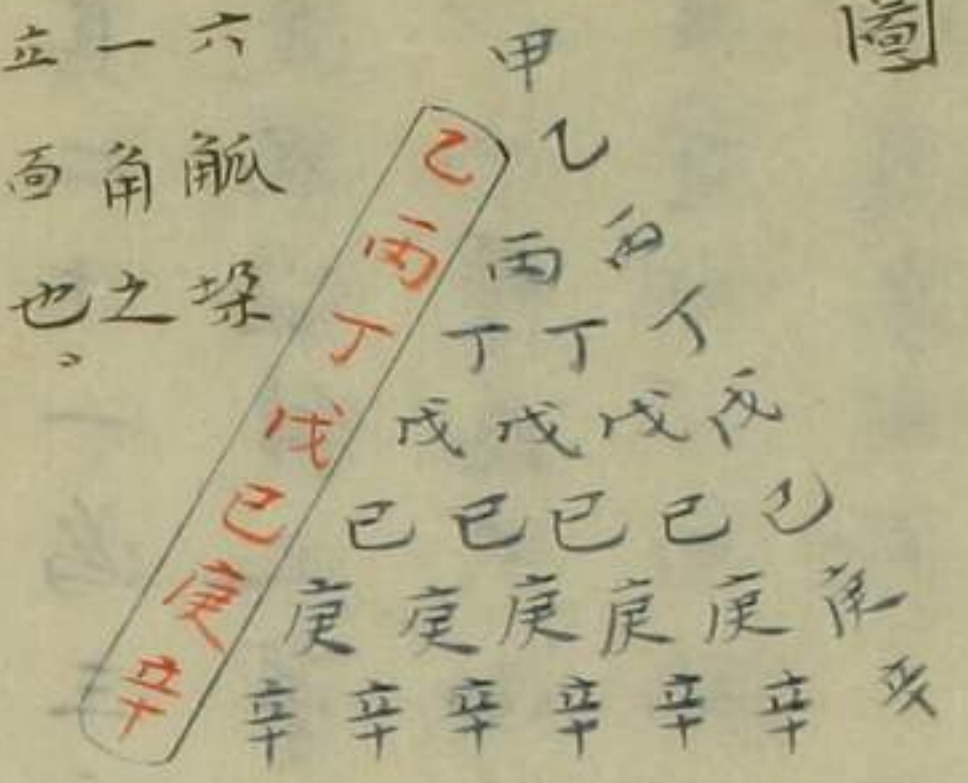 圖
甲
乙 乙
丙 丙 丙
丁 丁 丁 丁
戊 戊 戊 戊 戊
己 己 己 己 己 己
庚 庚 庚 庚 庚 庚 庚
辛 辛 辛 辛 辛 辛 辛 辛
六觚垛
一角之
立面也。